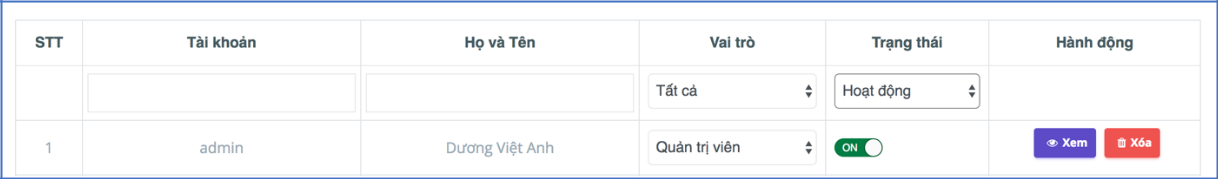 STT Tài khoản Họ và Tên Vai trò Trạng thái Hành động
Tất cả Hoạt động
1 admin Dương Việt Anh Quản trị viên ON Xem Xóa